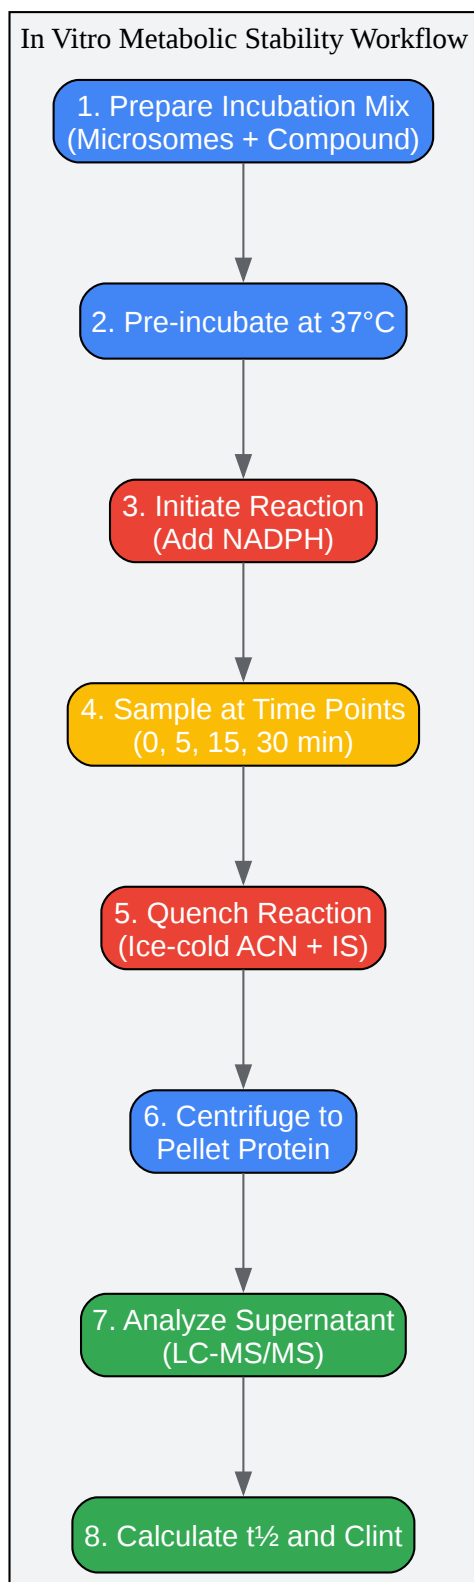 In Vitro Metabolic Stability Workflow
1. Prepare Incubation Mix
(Microsomes + Compound)
2. Pre-incubate at 37°C
3. Initiate Reaction
(Add NADPH)
4. Sample at Time Points
(0, 5, 15, 30 min)
5. Quench Reaction
(Ice-cold ACN + IS)
6. Centrifuge to
Pellet Protein
7. Analyze Supernatant
(LC-MS/MS)
8. Calculate t½ and Clint